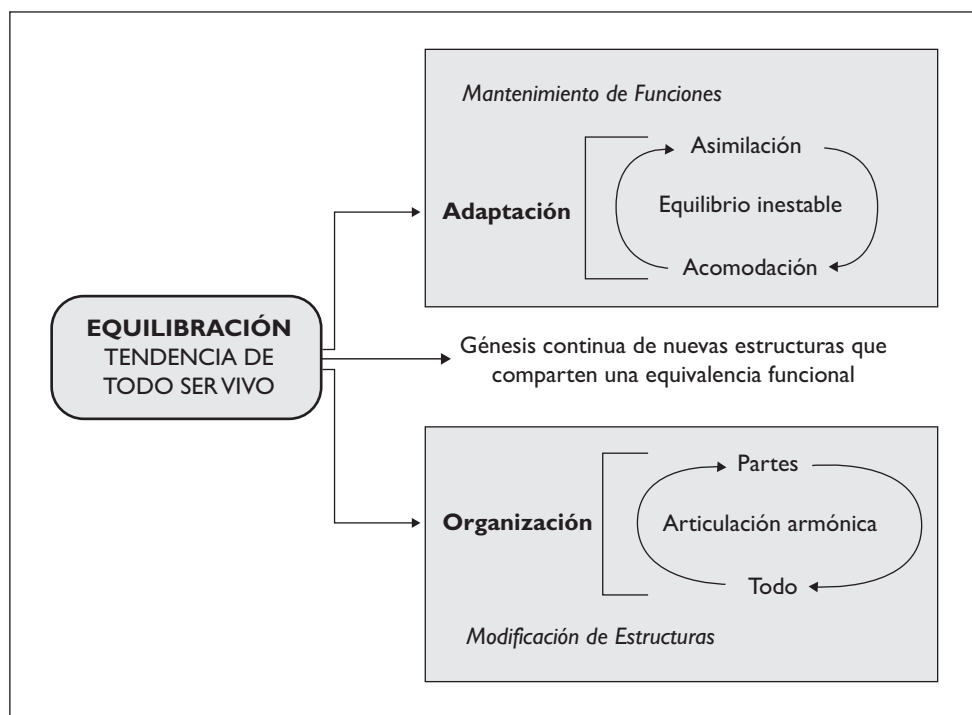 Mantenimiento de Funciones
Asimilación
Adaptación
Equilibrio inestable
Acomodación
EQUILIBRACIÓN
TENDENCIA DE
TODO SER VIVO
Génesis continua de nuevas estructuras que
comparten una equivalencia funcional
Partes
Organización
Articulación armónica
Todo
Modificación de Estructuras